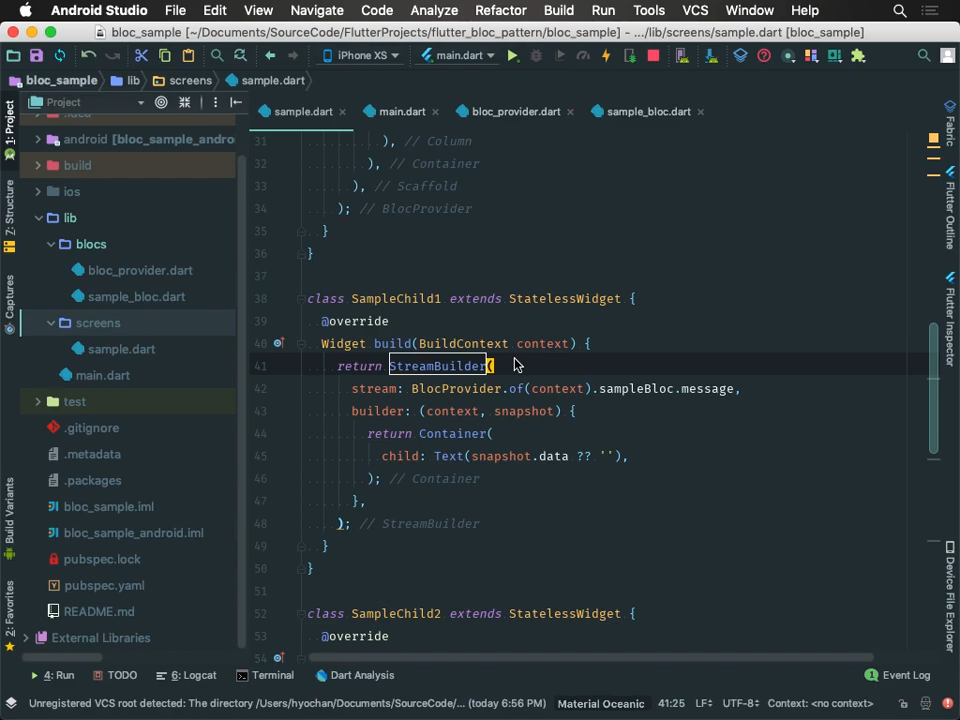 Android Studio File Edit View Navigate Code Analyze Refactor Build Run Tools VCS Window Help
bloc_sample [~/Documents/SourceCode/FlutterProjects/flutter_bloc_pattern/bloc_sample] - .../lib/screens/sample.dart [bloc_sample]
iPhone XS main.dart
bloc_sample lib screens sample.dart
Project
sample.dart main.dart bloc_provider.dart sample_bloc.dart
1: Project
7: Structure
Captures
Build Variants
2: Favorites
android [bloc_sample_andro
build
ios
lib
blocs
bloc_provider.dart
sample_bloc.dart
screens
sample.dart
main.dart
test
.gitignore
.metadata
.packages
bloc_sample.iml
bloc_sample_android.iml
pubspec.lock
pubspec.yaml
README.md
External Libraries
31 ), // Column
32 ), // Container
33 ), // Scaffold
34 ); // BlocProvider
35 }
36 }
37
38 class SampleChild1 extends StatelessWidget {
39 @override
40 Widget build(BuildContext context) {
41 return StreamBuilder(
42 stream: BlocProvider.of(context).sampleBloc.message,
43 builder: (context, snapshot) {
44 return Container(
45 child: Text(snapshot.data ?? ''),
46 ); // Container
47 },
48 ); // StreamBuilder
49 }
50 }
51
52 class SampleChild2 extends StatelessWidget {
53 @override
54
Fabric
Flutter Outline
Flutter Inspector
Device File Explorer
4: Run TODO 6: Logcat Terminal Dart Analysis 1 Event Log
Unregistered VCS root detected: The directory /Users/hyochan/Documents/SourceCode/... (today 6:56 PM) Material Oceanic 41:25 LF÷ UTF-8÷ Context: <no context>